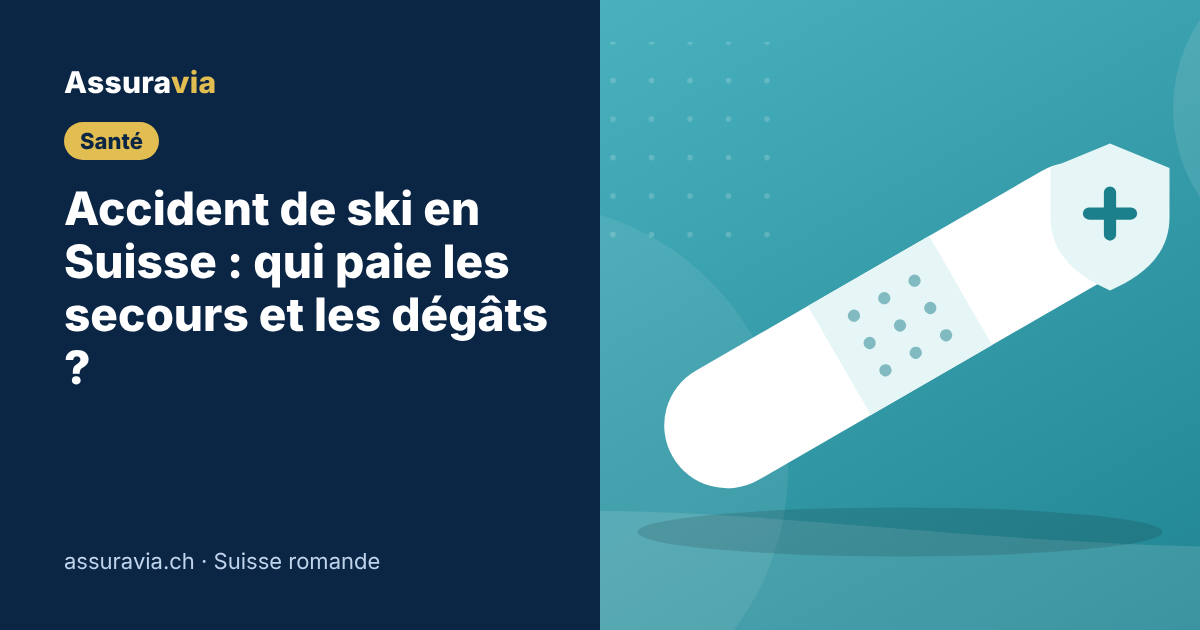 Assuravia
Santé
Accident de ski en
Suisse : qui paie les
secours et les dégâts
?
assuravia.ch · Suisse romande